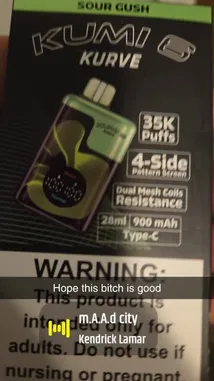 SOUR GUSH
KUMI
KURVE
35K
Puffs
4-Side
Pattern Screen
Dual Mesh Coils
Resistance
28ml 900 mAh
Type-C
WARNING:
Hope this bitch is good
This product is
m.A.A.d city
Kendrick Lamar
adults. Do not use if
nursing or pregnant